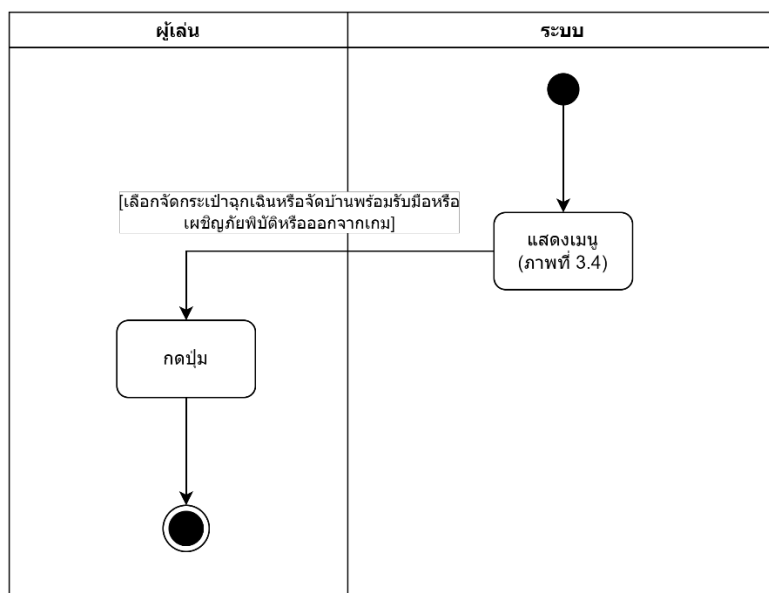 ผู้เล่น
ระบบ
[เลือกจัดกระเป๋าฉุกเฉินหรือจัดบ้านพร้อมรับมือหรือ
เผชิญภัยพิบัติหรือออกจากเกม]
แสดงเมนู
(ภาพที่ 3.4)
กดปุ่ม